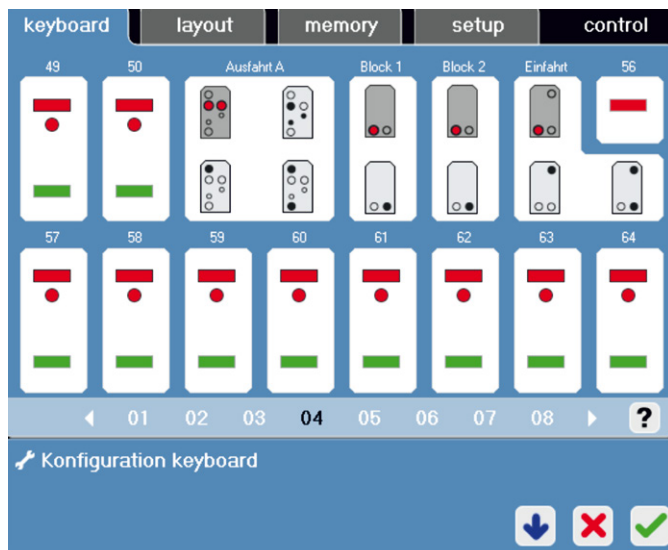 keyboard layout memory setup control
49 50 Ausfahrt A Block 1 Block 2 Einfahrt 56
57 58 59 60 61 62 63 64
01 02 03 04 05 06 07 08 ?
Konfiguration keyboard